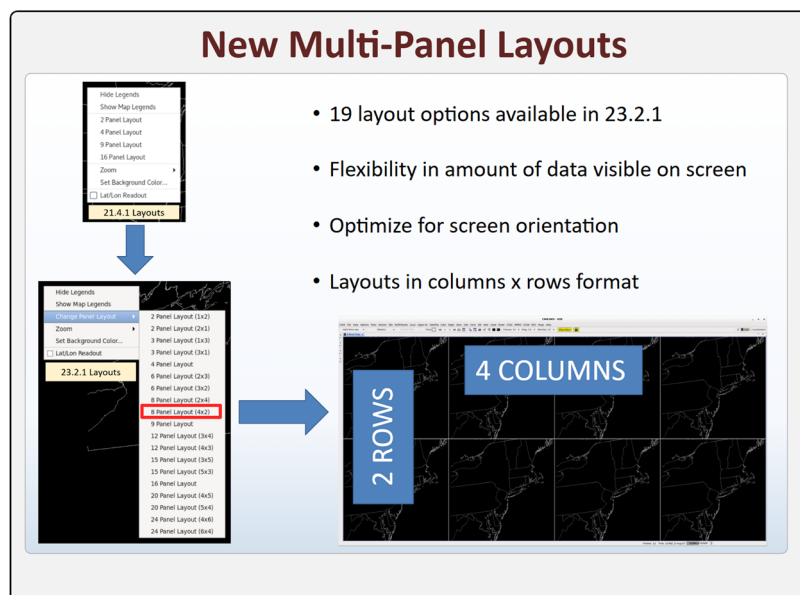 New Multi-Panel Layouts
Hide Legends
Show Map Legends
2 Panel Layout
4 Panel Layout
9 Panel Layout
16 Panel Layout
Zoom
Set Background Color...
Lat/Lon Readout
21.4.1 Layouts
• 19 layout options available in 23.2.1
• Flexibility in amount of data visible on screen
• Optimize for screen orientation
• Layouts in columns x rows format
Hide Legends
Show Map Legends
Change Panel Layout
Zoom
Set Background Color...
Lat/Lon Readout
23.2.1 Layouts
2 Panel Layout (1x2)
2 Panel Layout (2x1)
3 Panel Layout (1x3)
3 Panel Layout (3x1)
4 Panel Layout
6 Panel Layout (2x3)
6 Panel Layout (3x2)
8 Panel Layout (2x4)
8 Panel Layout (4x2)
9 Panel Layout
12 Panel Layout (3x4)
12 Panel Layout (4x3)
15 Panel Layout (3x5)
15 Panel Layout (5x3)
16 Panel Layout
20 Panel Layout (4x5)
20 Panel Layout (5x4)
24 Panel Layout (4x6)
24 Panel Layout (6x4)
4 COLUMNS
2 ROWS